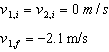 v₁,ᵢ = v₂,ᵢ = 0 m / s
v₁,f = −2.1 m/s